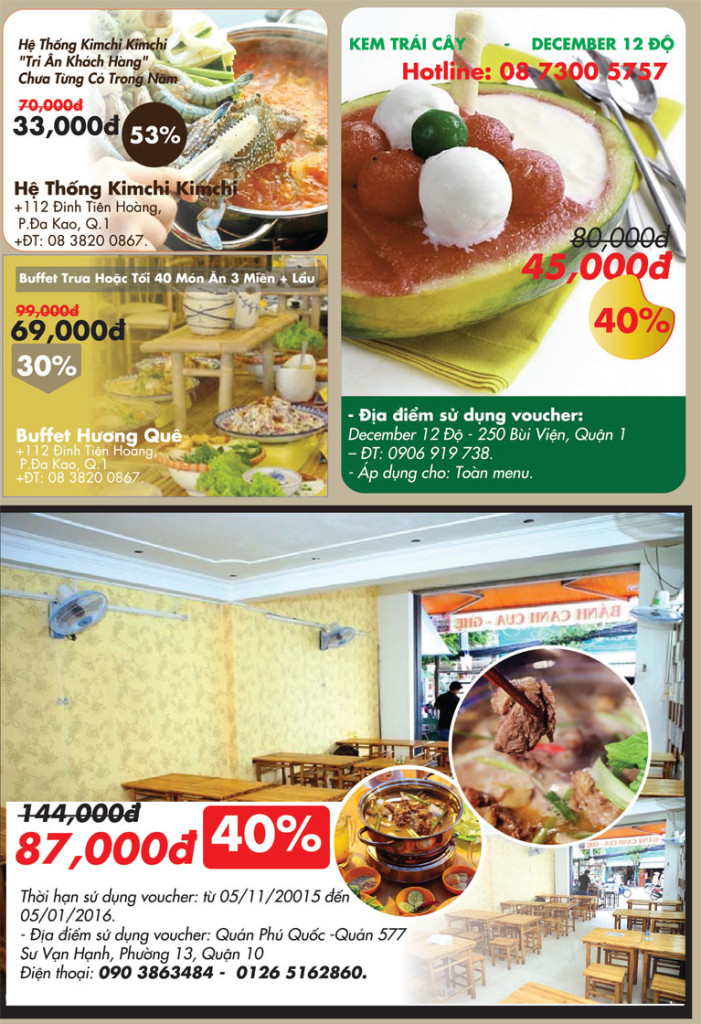 Hệ Thống Kimchi Kimchi
"Tri Ân Khách Hàng"
Chưa Từng Có Trong Năm
70,000đ
33,000đ
53%
Hệ Thống Kimchi Kimchi
+112 Đinh Tiên Hoàng,
P.Đa Kao, Q.1
+ĐT: 08 3820 0867.
Buffet Trưa Hoặc Tối 40 Món Ăn 3 Miền + Lẩu
99,000đ
69,000đ
30%
Buffet Hương Quê
+112 Đinh Tiên Hoàng,
P.Đa Kao, Q.1
+ĐT: 08 3820 0867.
KEM TRÁI CÂY - DECEMBER 12 ĐỘ
Hotline: 08 7300 5757
80,000đ
45,000đ
40%
- Địa điểm sử dụng voucher:
December 12 Độ - 250 Bùi Viện, Quận 1
– ĐT: 0906 919 738.
- Áp dụng cho: Toàn menu.
BÁNH CANH CUA - GHẸ
144,000đ
87,000đ
40%
Thời hạn sử dụng voucher: từ 05/11/20015 đến
05/01/2016.
- Địa điểm sử dụng voucher: Quán Phú Quốc -Quán 577
Sư Vạn Hạnh, Phường 13, Quận 10
Điện thoại: 090 3863484 - 0126 5162860.